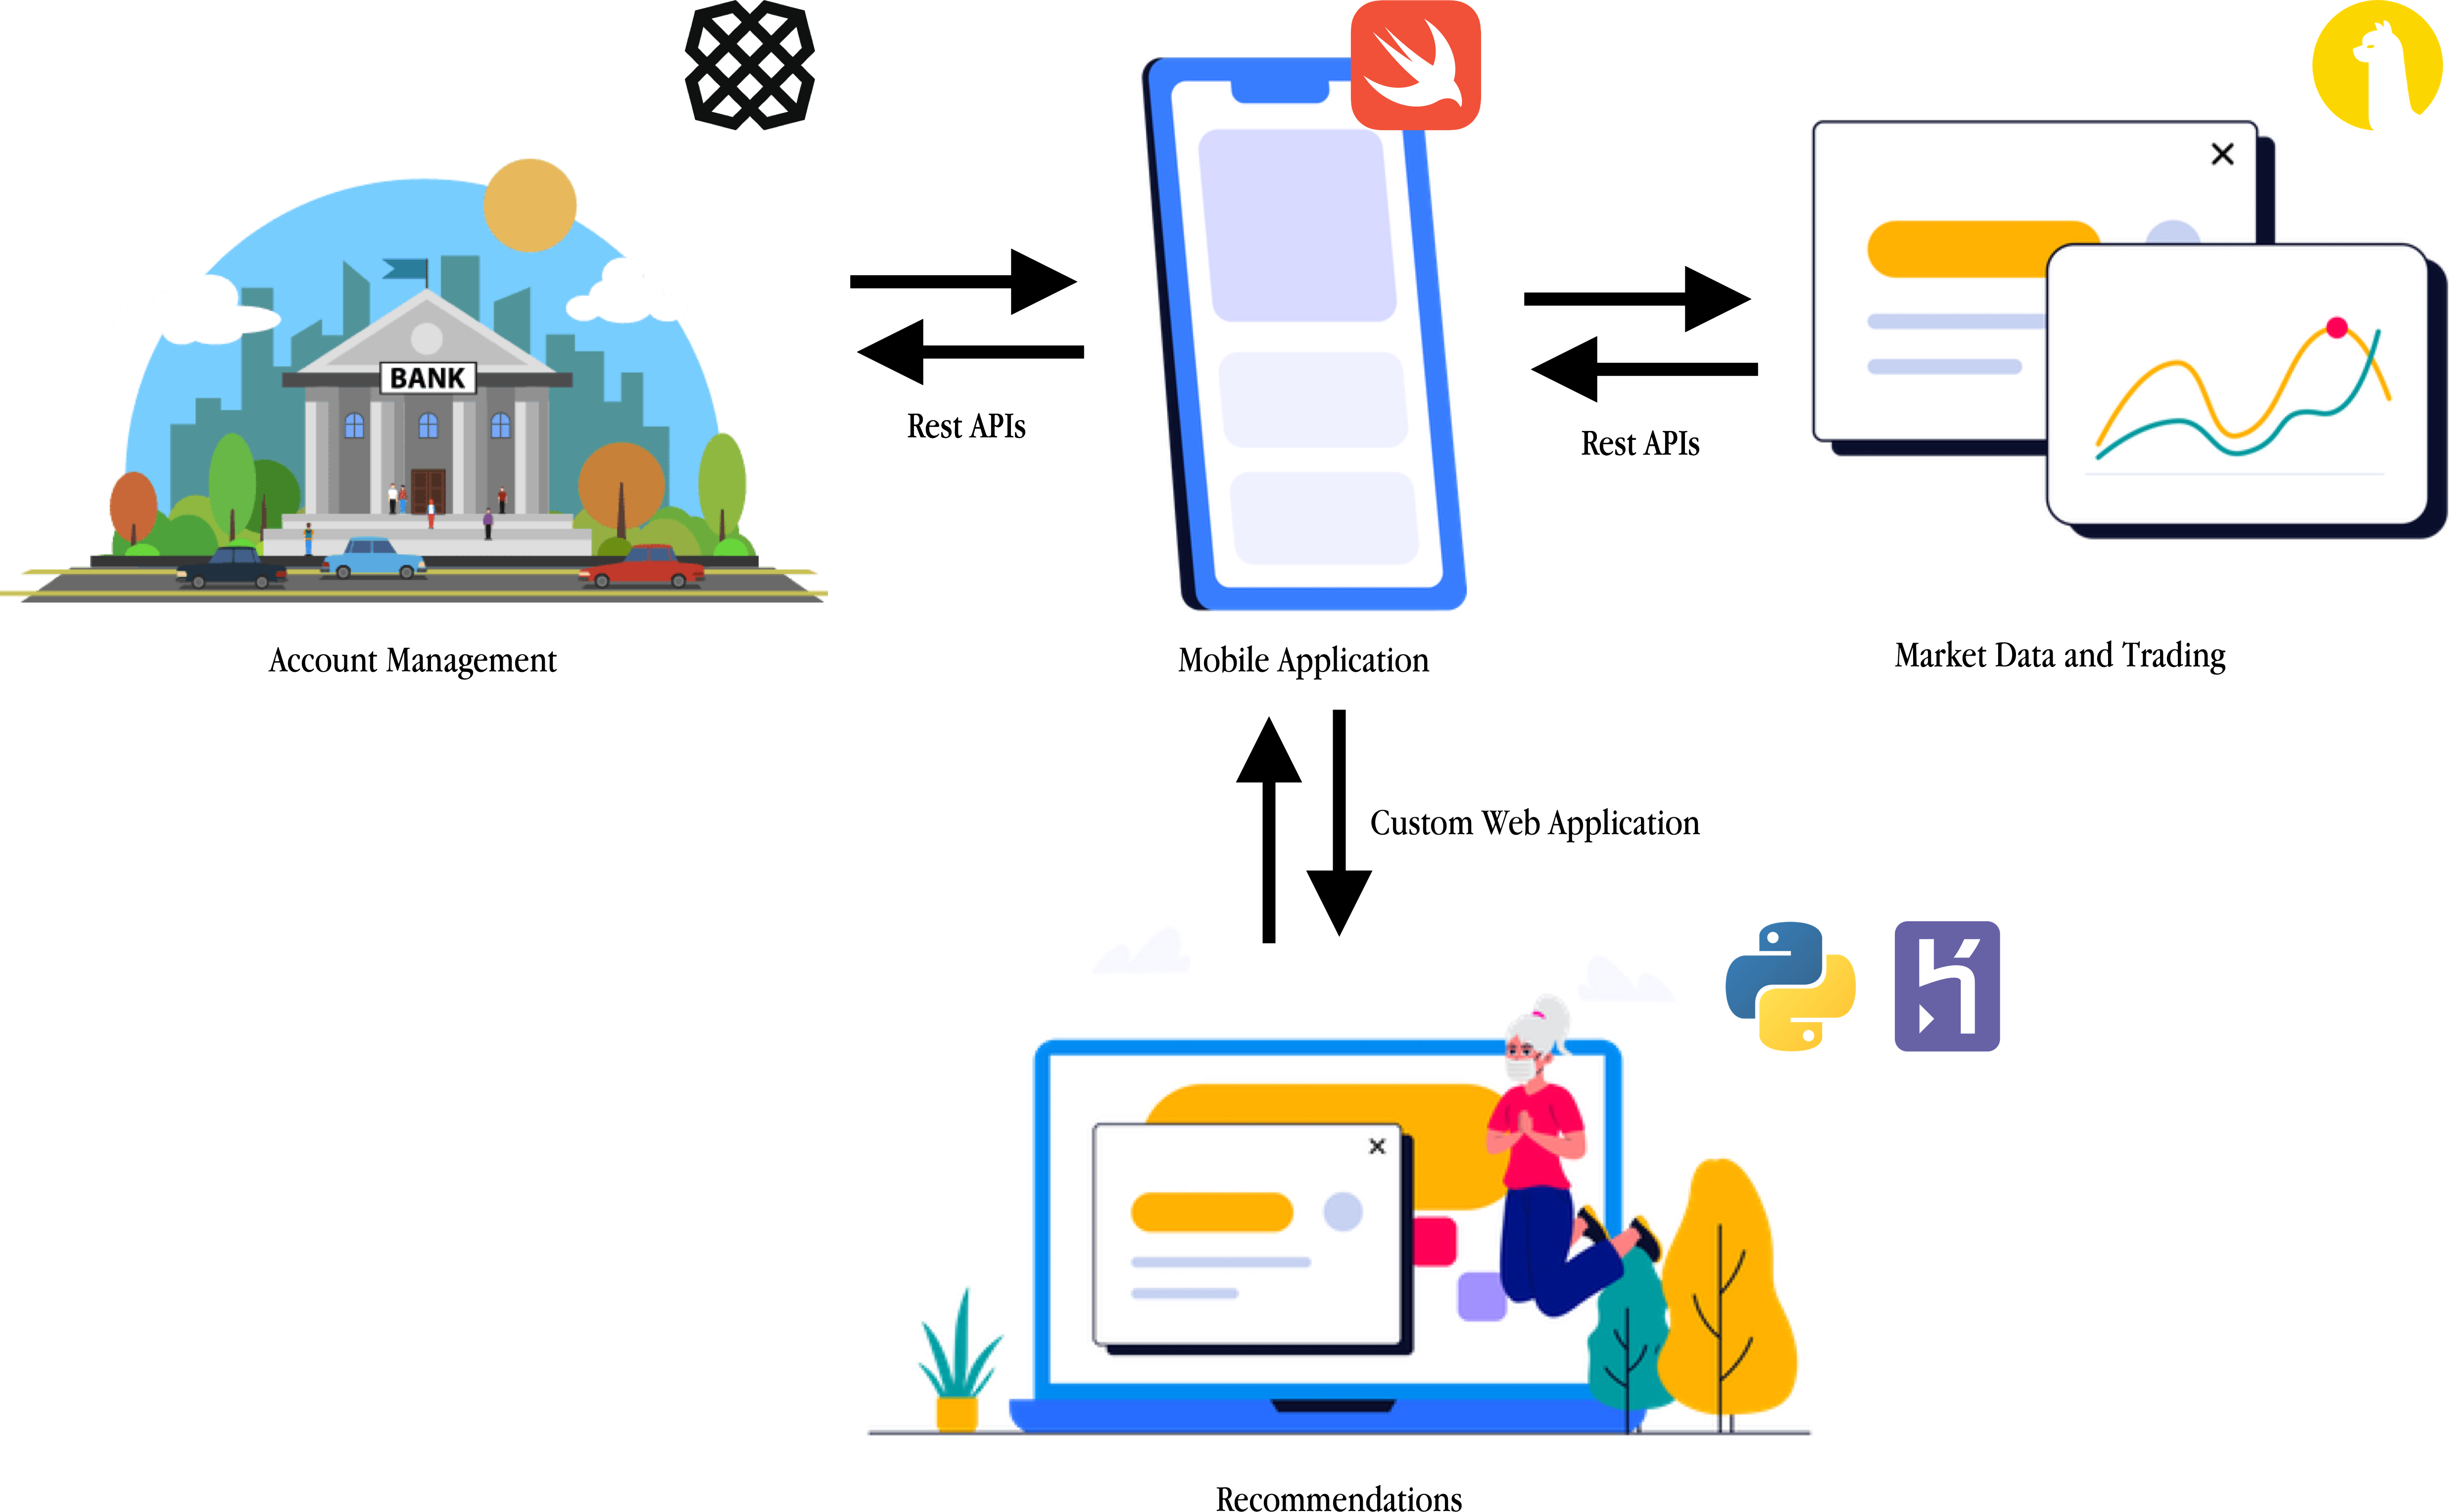 BANK
Rest APIs
Rest APIs
Account Management
Mobile Application
Market Data and Trading
Custom Web Application
Recommendations